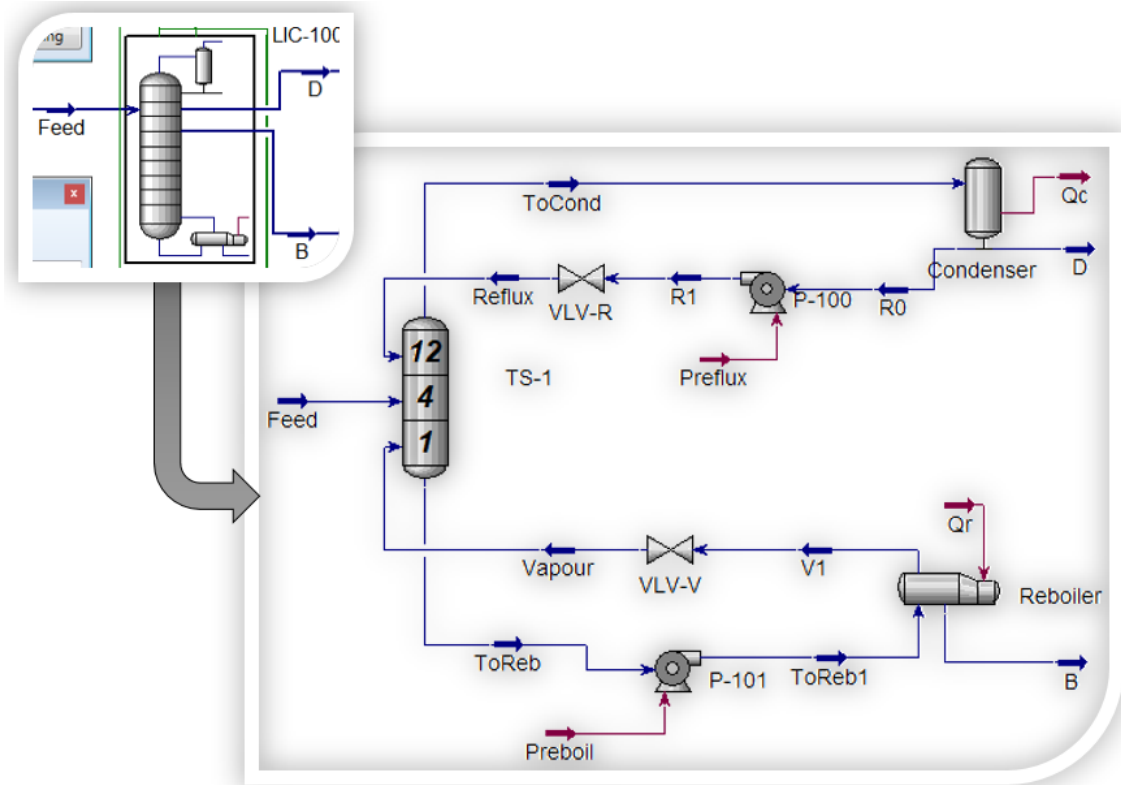 LIC-100
D
Feed
x
B
ToCond
Qc
Condenser
D
Reflux
VLV-R
R1
P-100
R0
12
TS-1
Preflux
4
Feed
1
Qr
Vapour
VLV-V
V1
Reboiler
ToReb
P-101
ToReb1
B
Preboil